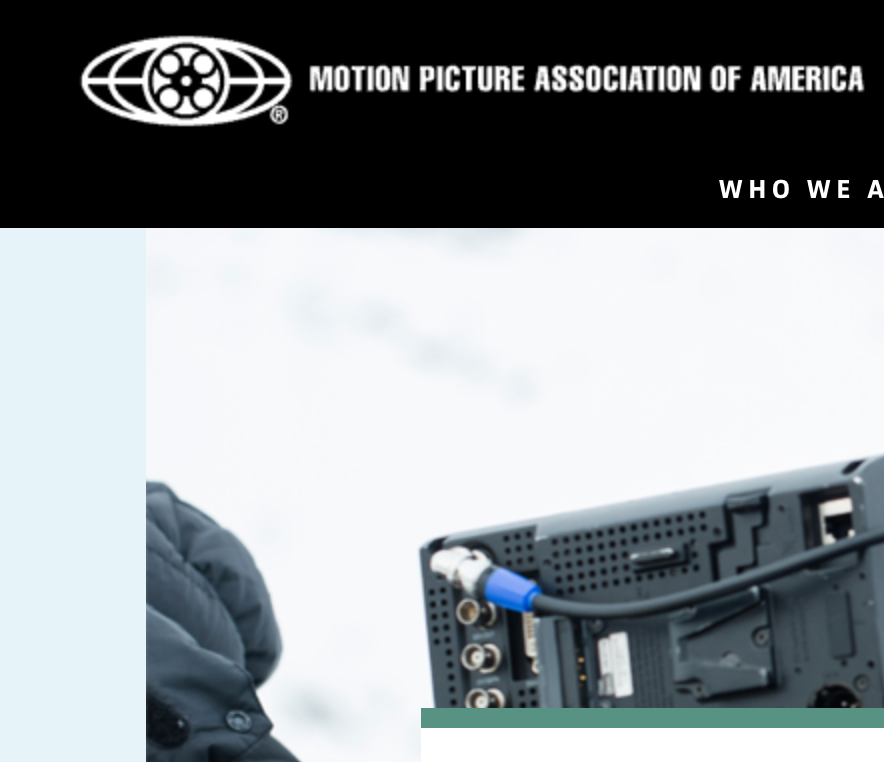 MOTION PICTURE ASSOCIATION OF AMERICA
®
WHO WE A